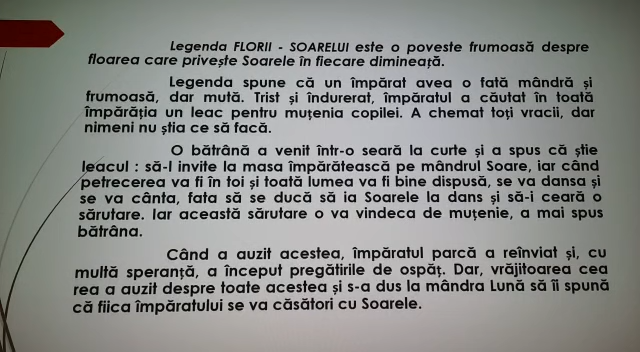 Legenda FLORII - SOARELUI este o poveste frumoasă despre
floarea care privește Soarele în fiecare dimineață.
Legenda spune că un împărat avea o fată mândră și
frumoasă, dar mută. Trist și îndurerat, împăratul a căutat în toată
împărăția un leac pentru muțenia copilei. A chemat toți vracii, dar
nimeni nu știa ce să facă.
O bătrână a venit într-o seară la curte și a spus că știe
leacul : să-l invite la masa împărătească pe mândrul Soare, iar când
petrecerea va fi în toi și toată lumea va fi bine dispusă, se va dansa și
se va cânta, fata să se ducă să ia Soarele la dans și să-i ceară o
sărutare. Iar această sărutare o va vindeca de muțenie, a mai spus
bătrâna.
Când a auzit acestea, împăratul parcă a reînviat și, cu
multă speranță, a început pregătirile de ospăț. Dar, vrăjitoarea cea
rea a auzit despre toate acestea și s-a dus la mândra Lună să îi spună
că fiica împăratului se va căsători cu Soarele.